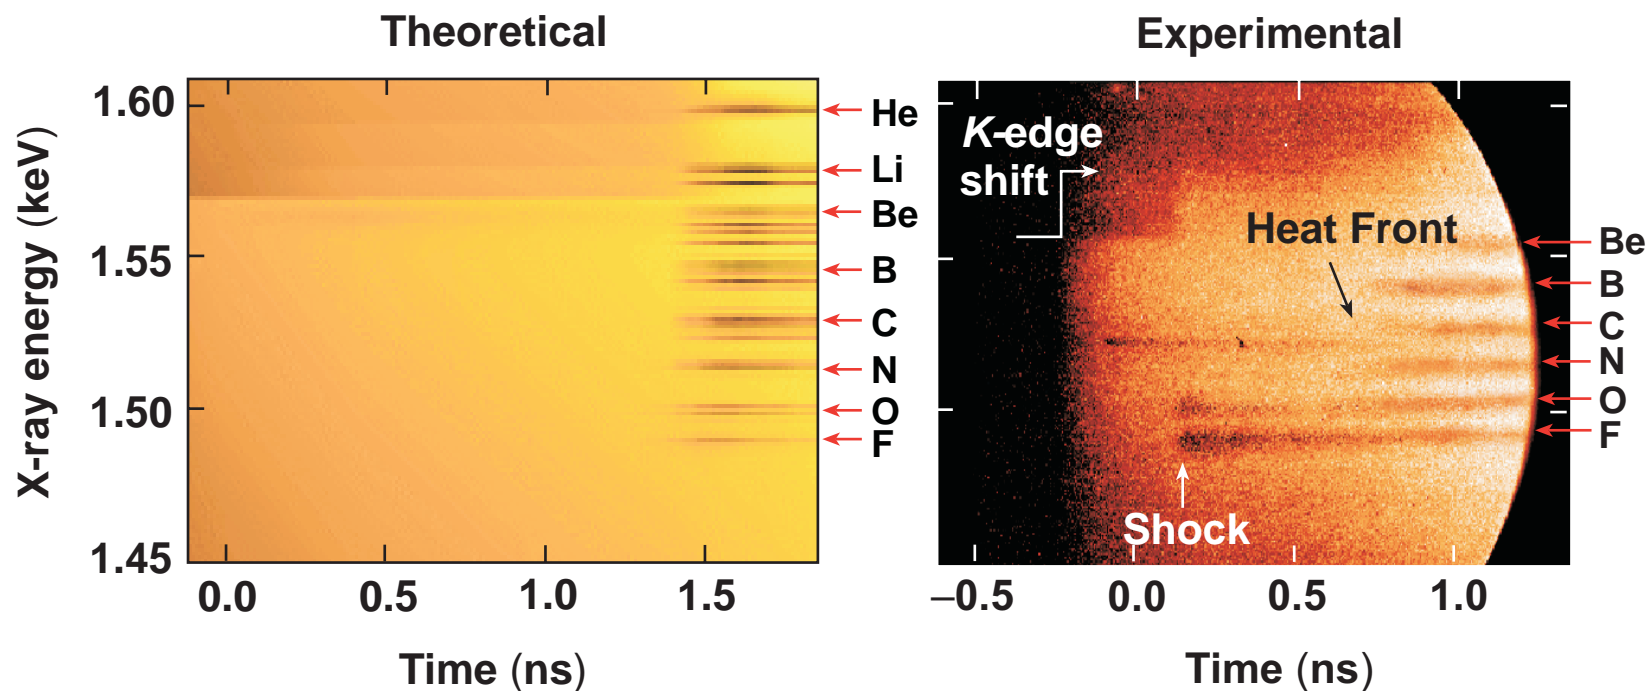 Theoretical
X-ray energy (keV)
1.60
1.55
1.50
1.45
0.0 0.5 1.0 1.5
Time (ns)
He
Li
Be
B
C
N
O
F
Experimental
K-edge
shift
Heat Front
Shock
Be
B
C
N
O
F
–0.5 0.0 0.5 1.0
Time (ns)